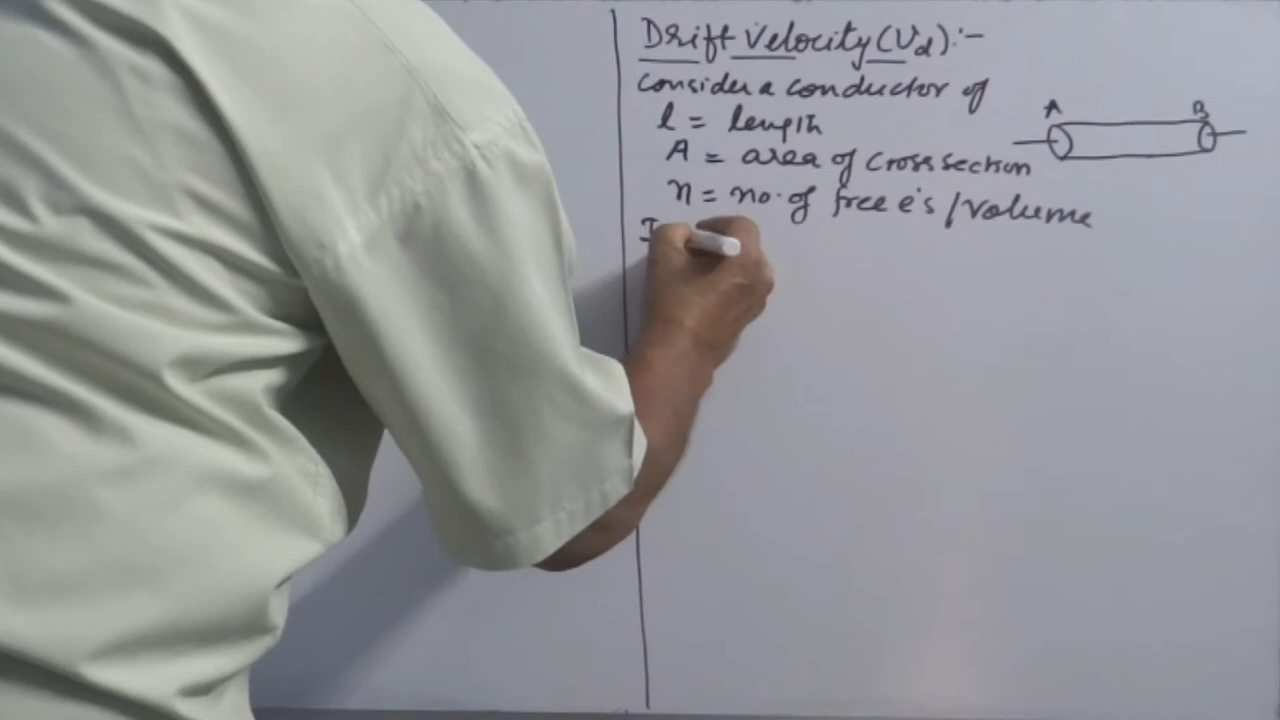 Drift Velocity (Vd):-
Consider a conductor of
l = length
A = area of Cross section
n = no. of free e's / volume
A
B